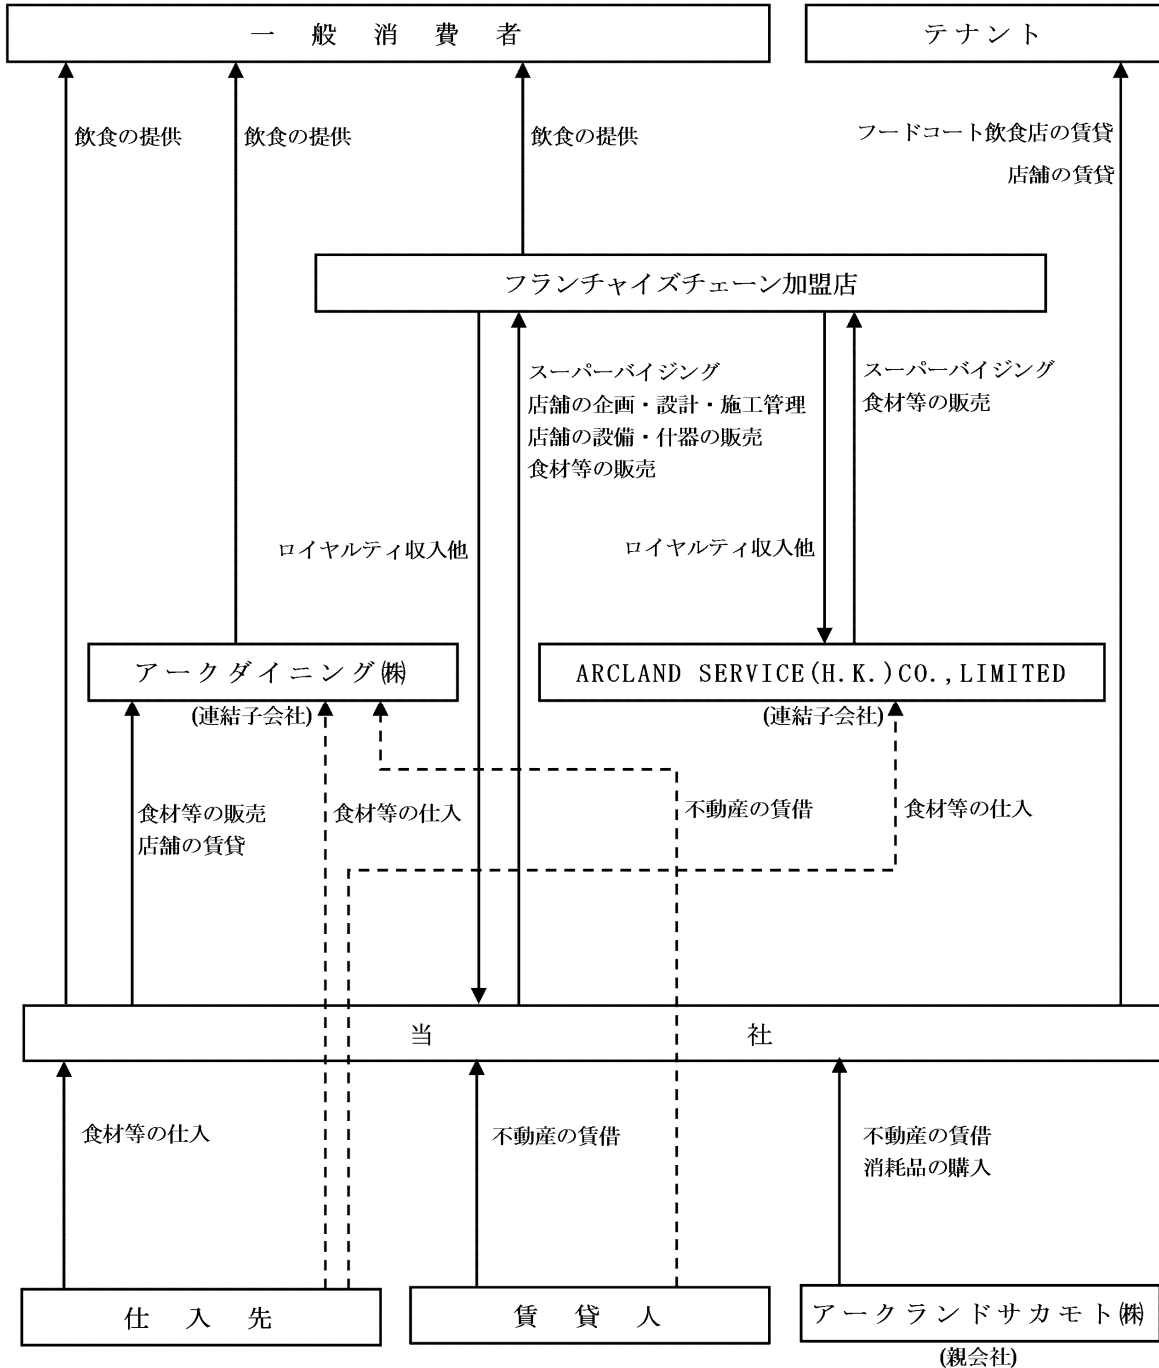 一般消費者
テナント
飲食の提供
飲食の提供
飲食の提供
フードコート飲食店の賃貸
店舗の賃貸
フランチャイズチェーン加盟店
スーパーバイジング
店舗の企画・設計・施工管理
店舗の設備・什器の販売
食材等の販売
スーパーバイジング
食材等の販売
ロイヤルティ収入他
ロイヤルティ収入他
アークダイニング㈱
(連結子会社)
ARCLAND SERVICE(H.K.)CO.,LIMITED
(連結子会社)
食材等の販売
店舗の賃貸
食材等の仕入
不動産の賃借
食材等の仕入
当社
食材等の仕入
不動産の賃借
不動産の賃借
消耗品の購入
仕入先
賃貸人
アークランドサカモト㈱
(親会社)